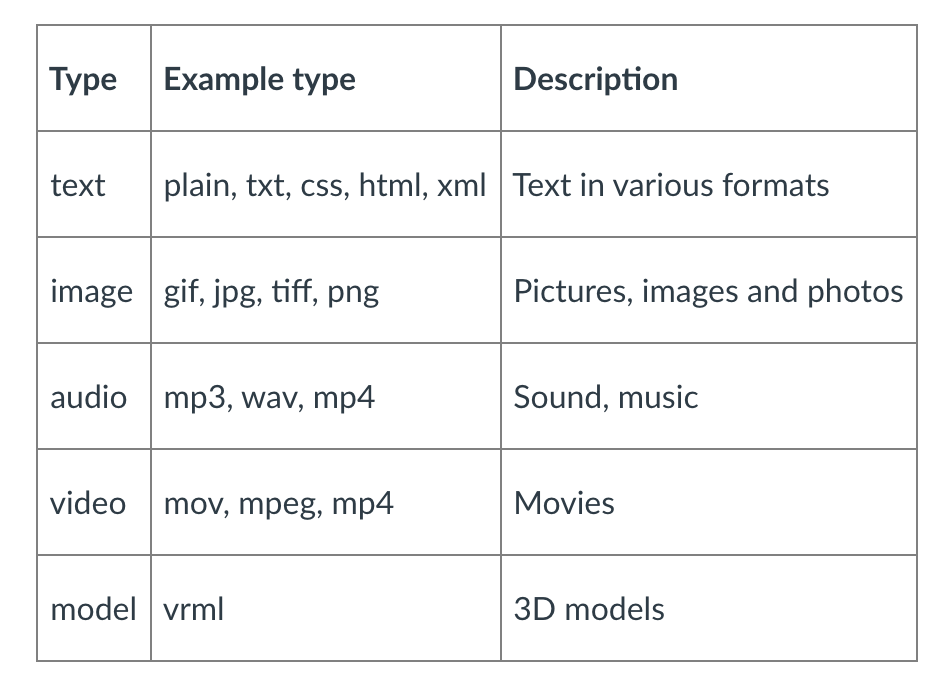 Type Example type Description
text plain, txt, css, html, xml Text in various formats
image gif, jpg, tiff, png Pictures, images and photos
audio mp3, wav, mp4 Sound, music
video mov, mpeg, mp4 Movies
model vrml 3D models